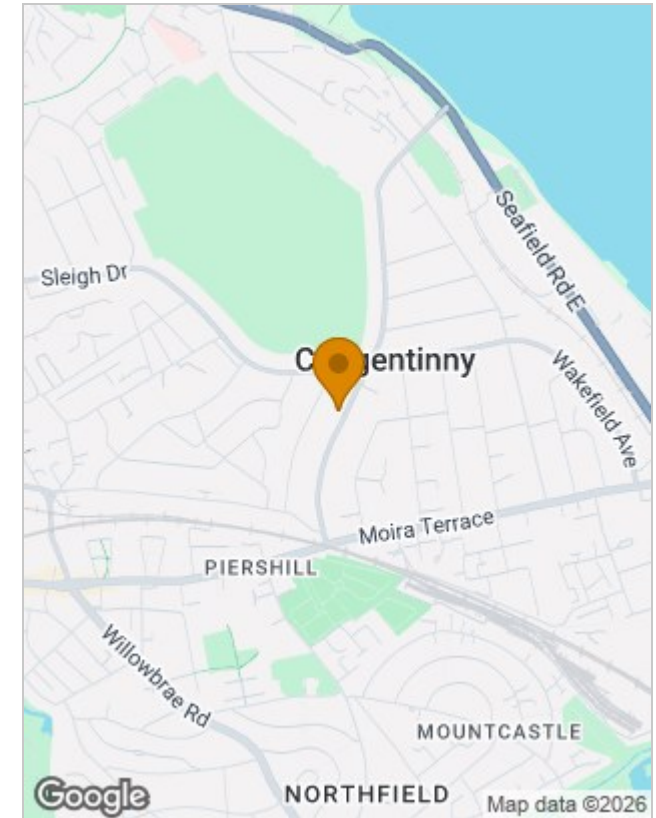 Seafield Rd E
Sleigh Dr
C gentinny
Wakefield Ave
Moira Terrace
PIERSHILL
Willowbrae Rd
MOUNTCASTLE
NORTHFIELD
Google
Map data ©2026